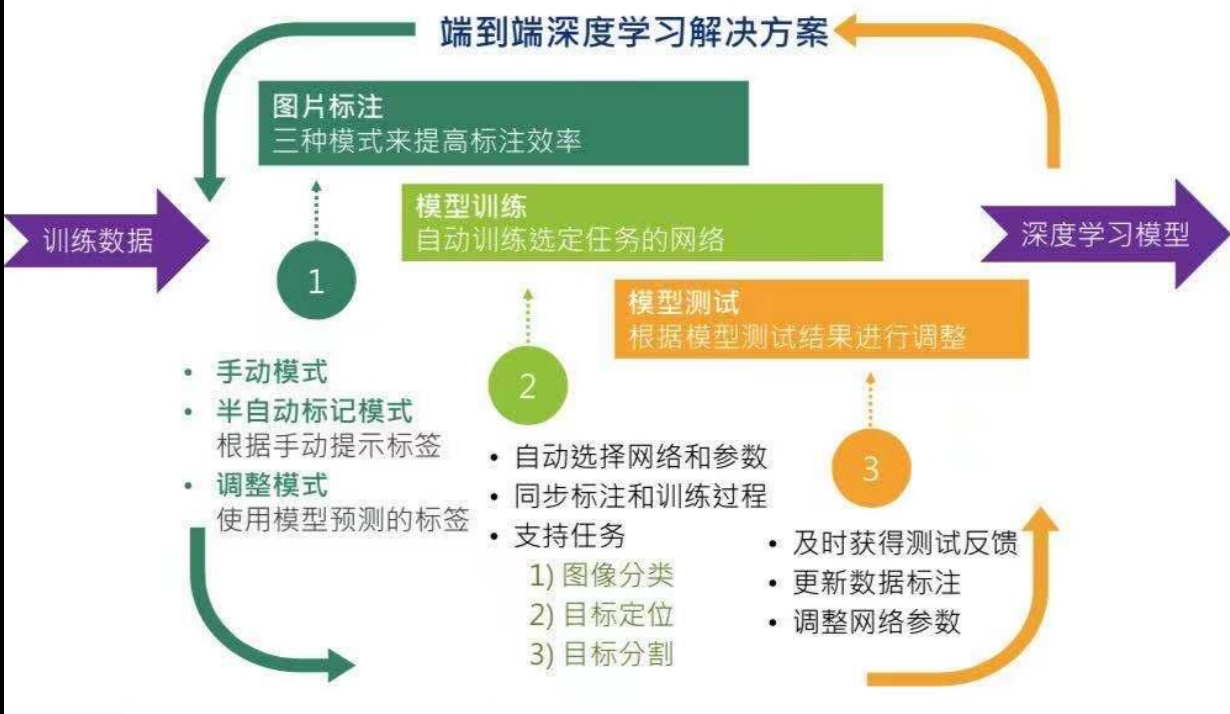 端到端深度学习解决方案
图片标注
三种模式来提高标注效率
模型训练
自动训练选定任务的网络
训练数据
深度学习模型
模型测试
根据模型测试结果进行调整
1
• 手动模式
• 半自动标记模式
根据手动提示标签
• 调整模式
使用模型预测的标签
2
• 自动选择网络和参数
• 同步标注和训练过程
• 支持任务
1) 图像分类
2) 目标定位
3) 目标分割
3
• 及时获得测试反馈
• 更新数据标注
• 调整网络参数